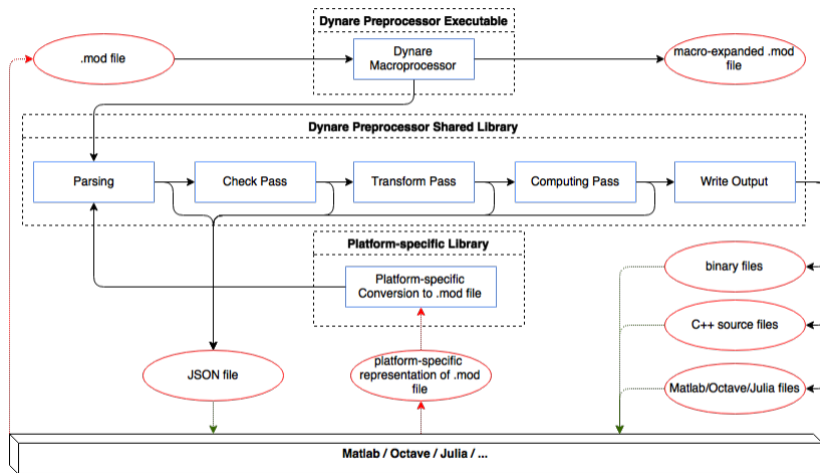 Dynare Preprocessor Executable
.mod file
Dynare
Macroprocessor
macro-expanded .mod
file
Dynare Preprocessor Shared Library
Parsing
Check Pass
Transform Pass
Computing Pass
Write Output
Platform-specific Library
Platform-specific
Conversion to .mod file
binary files
C++ source files
JSON file
platform-specific
representation of .mod
file
Matlab/Octave/Julia files
Matlab / Octave / Julia / ...